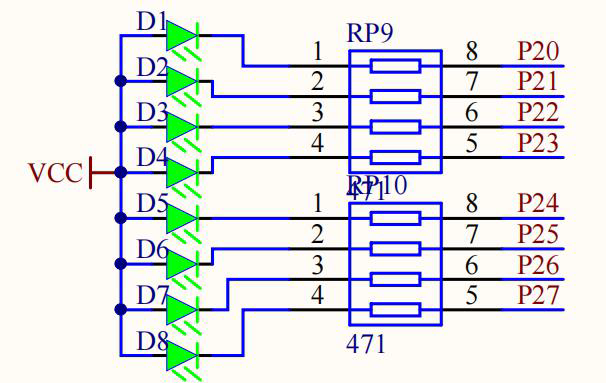 D1
RP9
1 8 P20
D2
2 7 P21
D3
3 6 P22
D4
4 5 P23
VCC
471
RP10
D5
1 8 P24
D6
2 7 P25
D7
3 6 P26
D8
4 5 P27
471